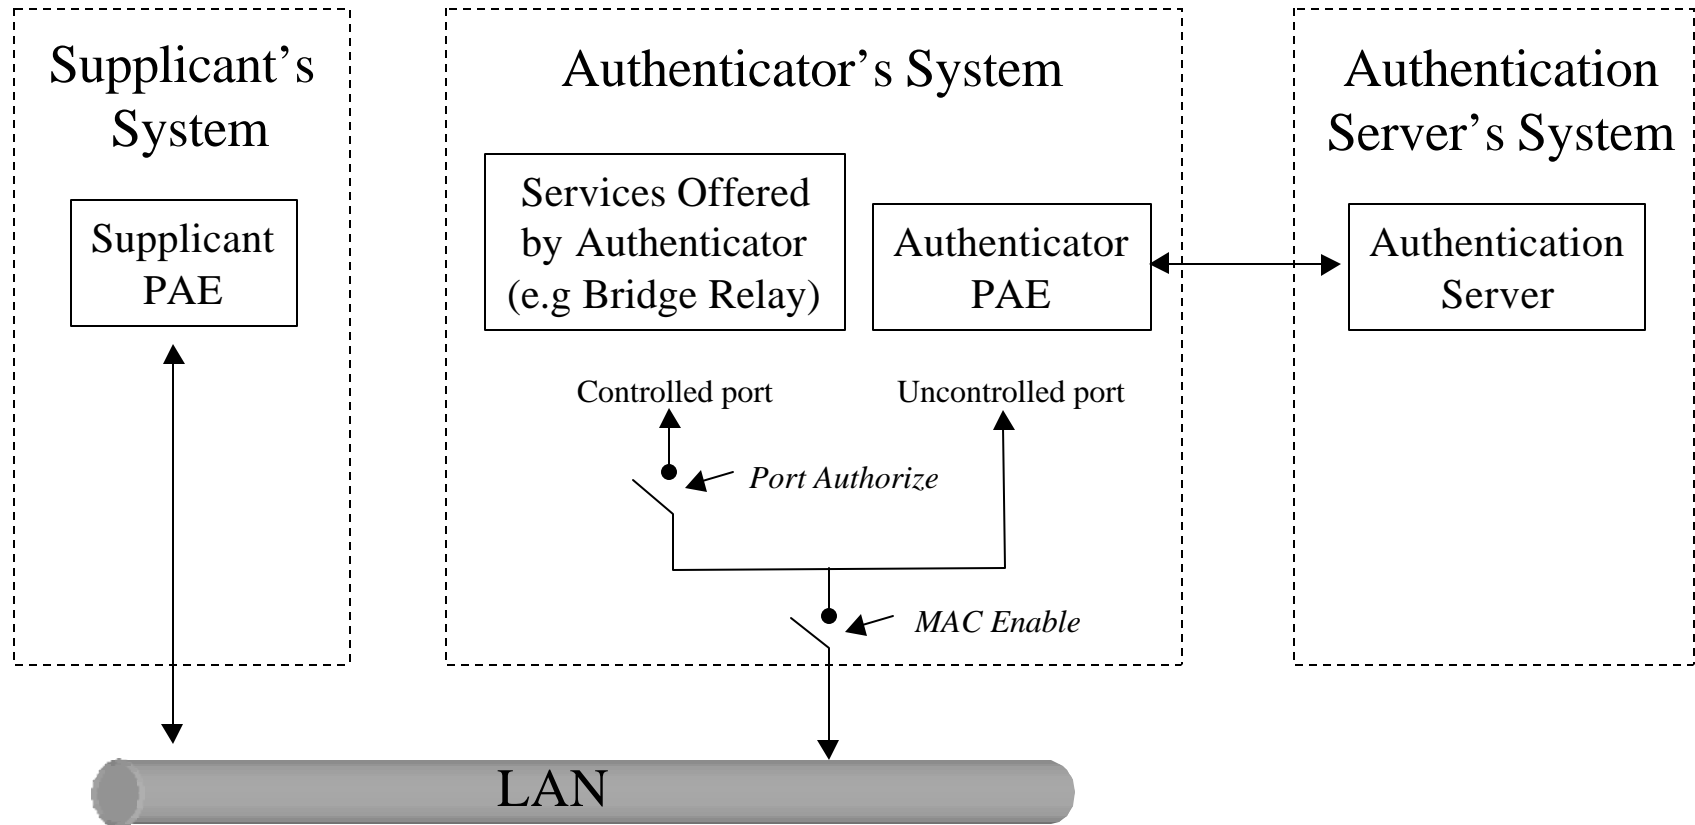 Supplicant’s
System
Supplicant
PAE
Authenticator’s System
Services Offered
by Authenticator
(e.g Bridge Relay)
Authenticator
PAE
Controlled port
Uncontrolled port
Port Authorize
MAC Enable
Authentication
Server’s System
Authentication
Server
LAN